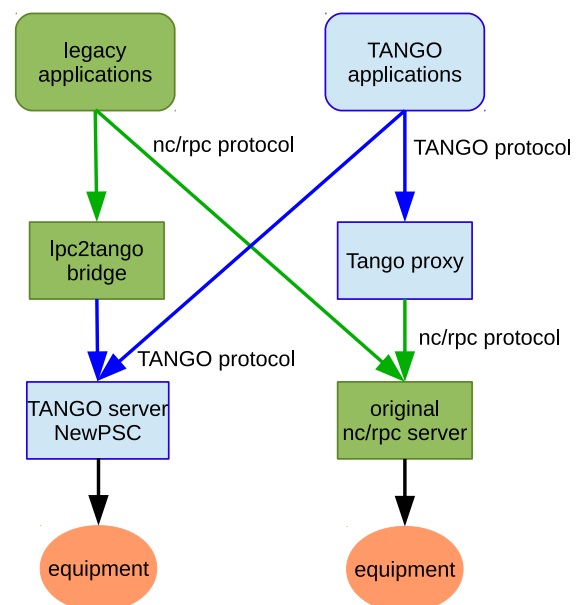 legacy
applications
TANGO
applications
nc/rpc protocol
TANGO protocol
lpc2tango
bridge
Tango proxy
TANGO protocol
nc/rpc protocol
TANGO server
NewPSC
original
nc/rpc server
equipment
equipment